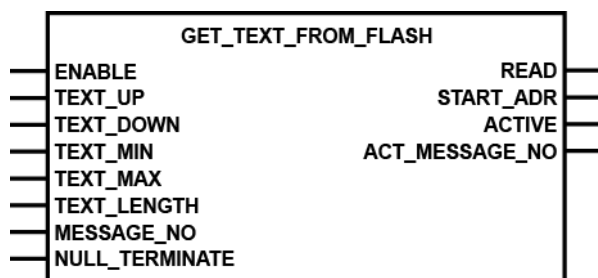 GET_TEXT_FROM_FLASH
ENABLE READ
TEXT_UP START_ADR
TEXT_DOWN ACTIVE
TEXT_MIN ACT_MESSAGE_NO
TEXT_MAX
TEXT_LENGTH
MESSAGE_NO
NULL_TERMINATE